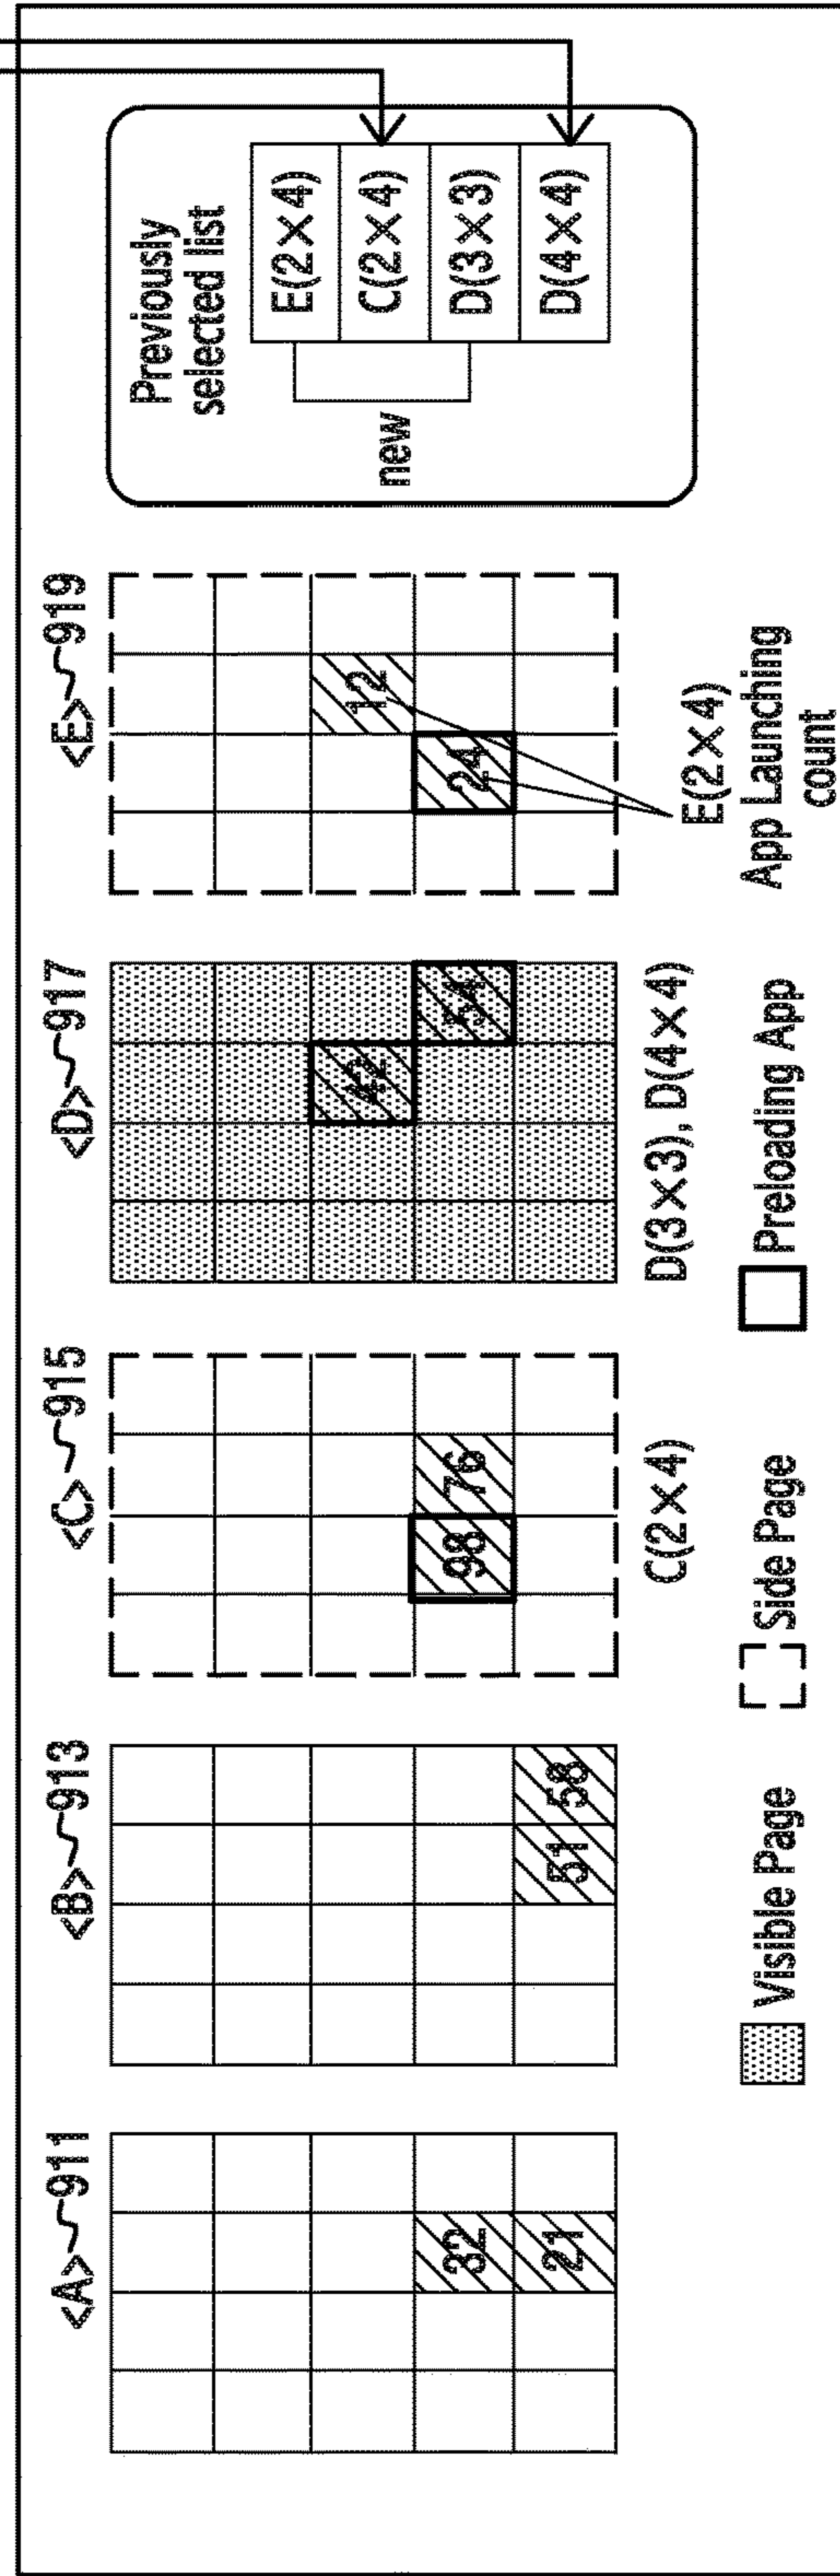 <A> 911
<B> 913
<C> 915
<D> 917
<E> 919
32
21
51
58
98
76
42
54
24
12
Previously
selected list
E(2×4)
C(2×4)
D(3×3)
D(4×4)
new
C(2×4)
D(3×3), D(4×4)
E(2×4)
App Launching
count
Visible Page
Side Page
Preloading App